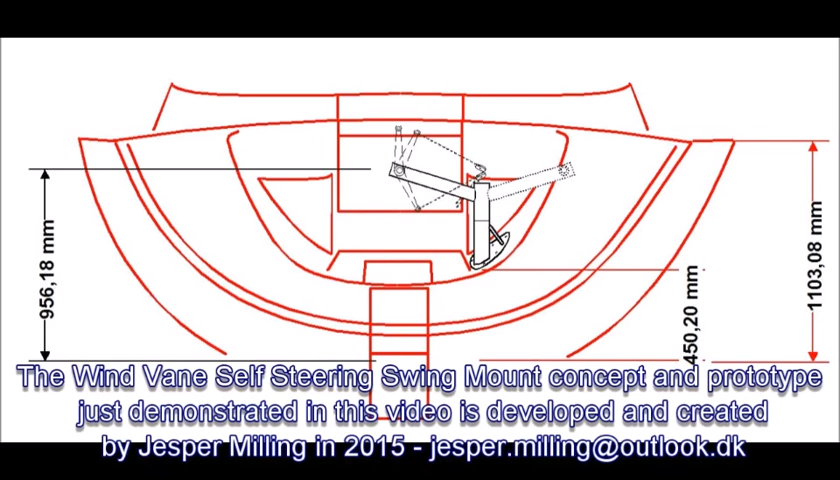 956,18 mm
450,20 mm
1103,08 mm
The Wind Vane Self Steering Swing Mount concept and prototype
just demonstrated in this video is developed and created
by Jesper Milling in 2015 - jesper.milling@outlook.dk